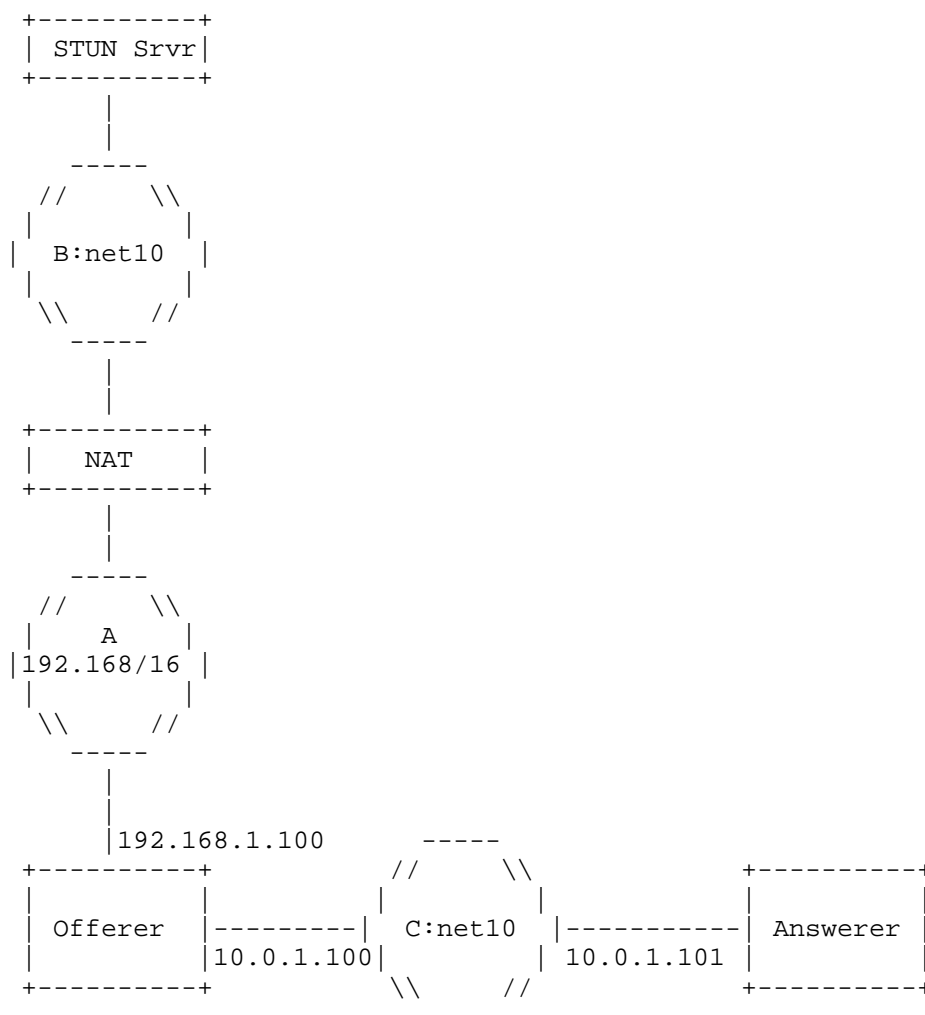 STUN Srvr
B:net10
NAT
A
192.168/16
192.168.1.100
Offerer C:net10 Answerer
10.0.1.100 10.0.1.101